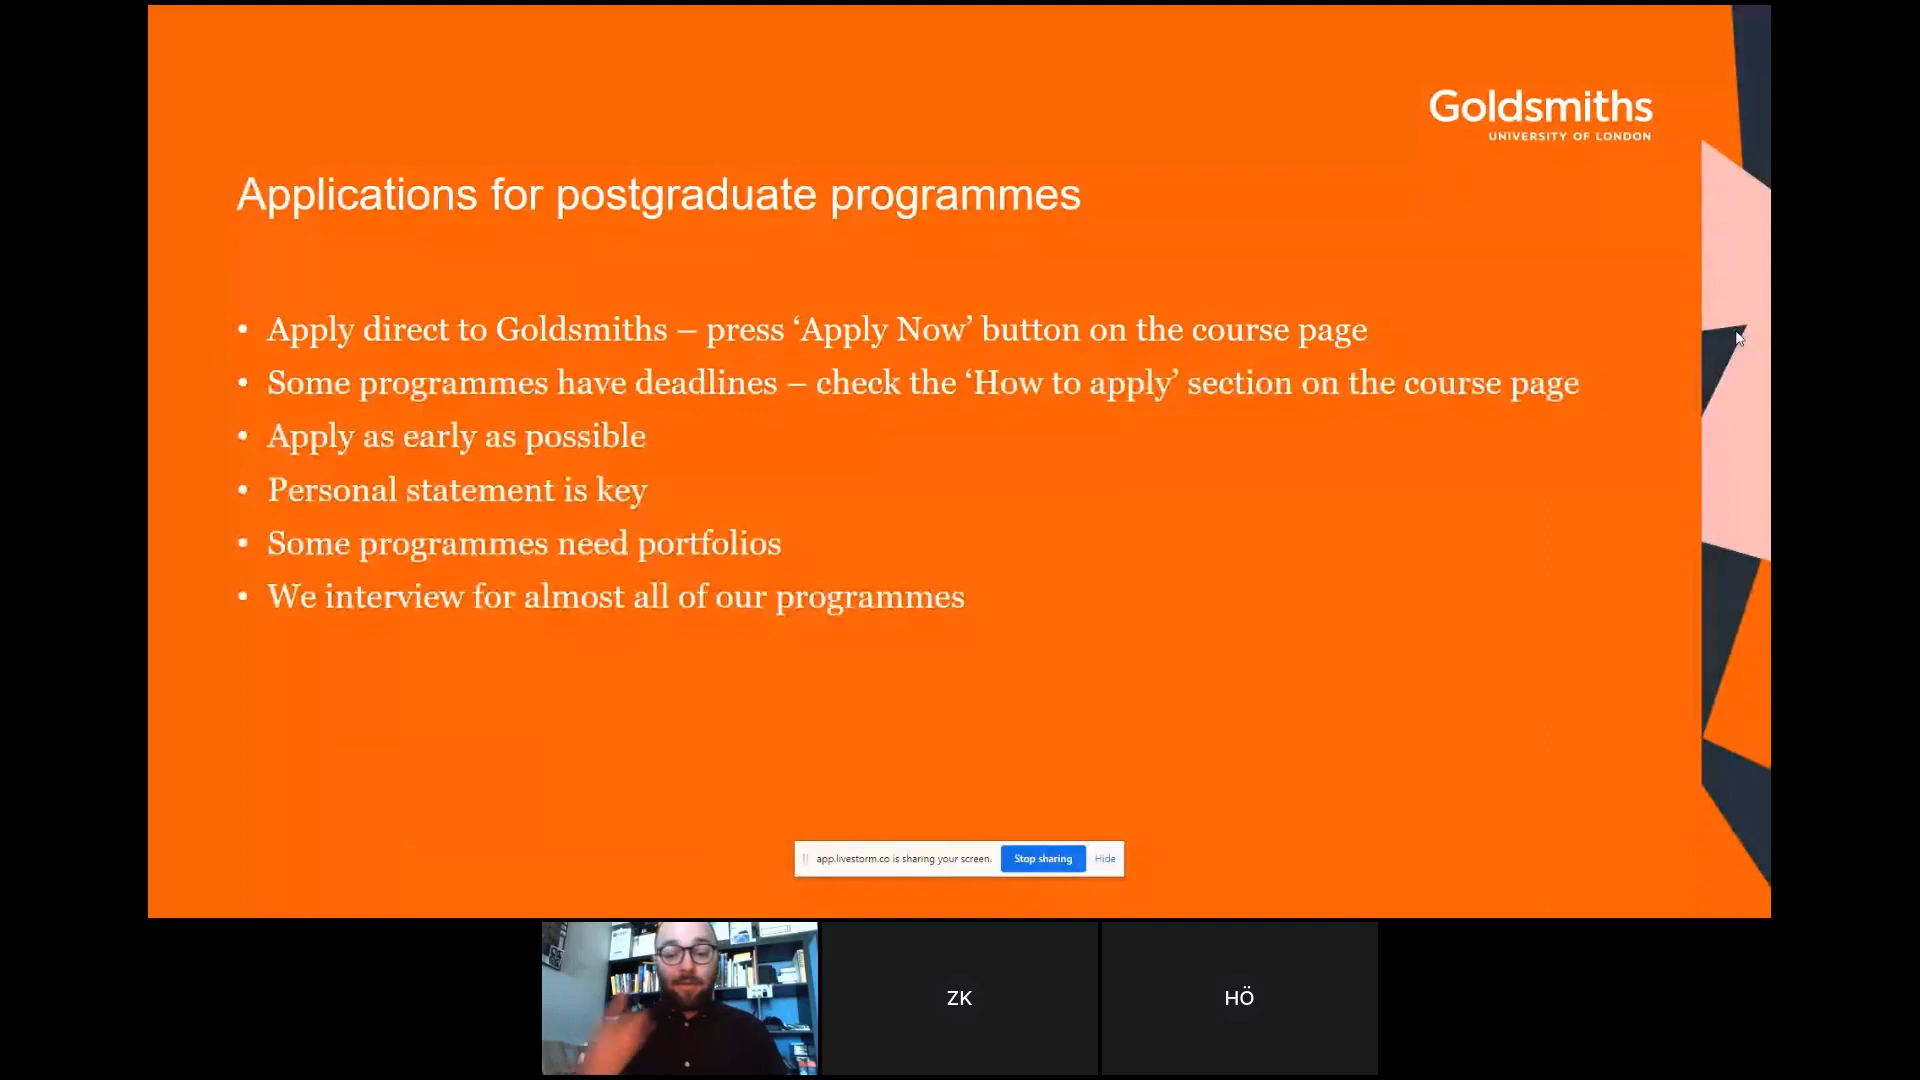 Goldsmiths
UNIVERSITY OF LONDON
Applications for postgraduate programmes
• Apply direct to Goldsmiths – press ‘Apply Now’ button on the course page
• Some programmes have deadlines – check the ‘How to apply’ section on the course page
• Apply as early as possible
• Personal statement is key
• Some programmes need portfolios
• We interview for almost all of our programmes
app.livestorm.co is sharing your screen. Stop sharing Hide
ZK
HÖ